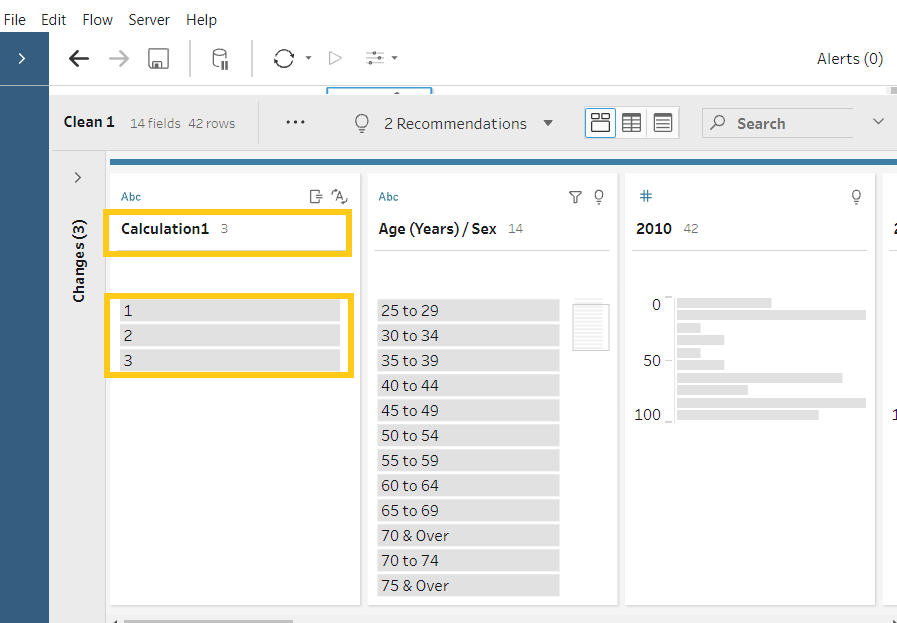 File Edit Flow Server Help
Alerts (0)
Clean 1 14 fields 42 rows ... 2 Recommendations Search
Changes (3)
Abc
Calculation1 3
1
2
3
Abc
Age (Years) / Sex 14
25 to 29
30 to 34
35 to 39
40 to 44
45 to 49
50 to 54
55 to 59
60 to 64
65 to 69
70 & Over
70 to 74
75 & Over
#
2010 42
0
50
100